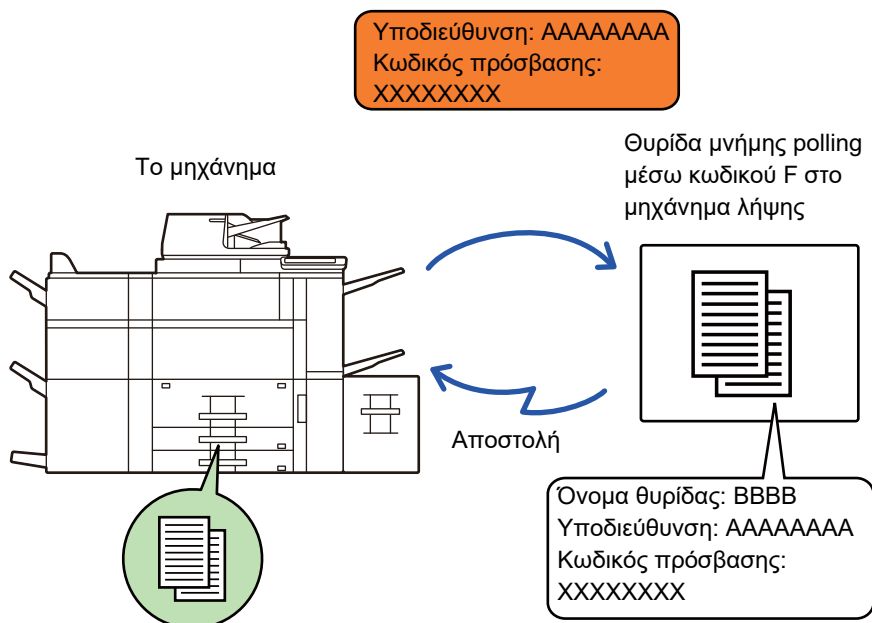 Υποδιεύθυνση: AAAAAAAA
Κωδικός πρόσβασης:
XXXXXXXX
Το μηχάνημα
Θυρίδα μνήμης polling
μέσω κωδικού F στο
μηχάνημα λήψης
Αποστολή
Όνομα θυρίδας: BBBB
Υποδιεύθυνση: AAAAAAAA
Κωδικός πρόσβασης:
XXXXXXXX